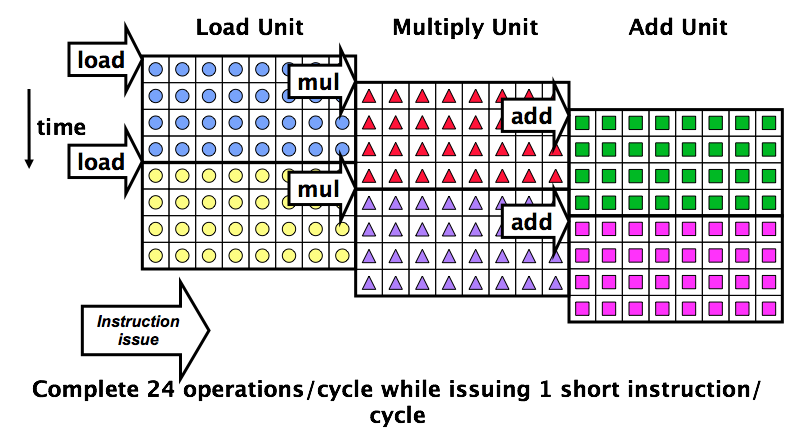 Load Unit
Multiply Unit
Add Unit
load
mul
add
time
load
mul
add
Instruction
issue
Complete 24 operations/cycle while issuing 1 short instruction/
cycle